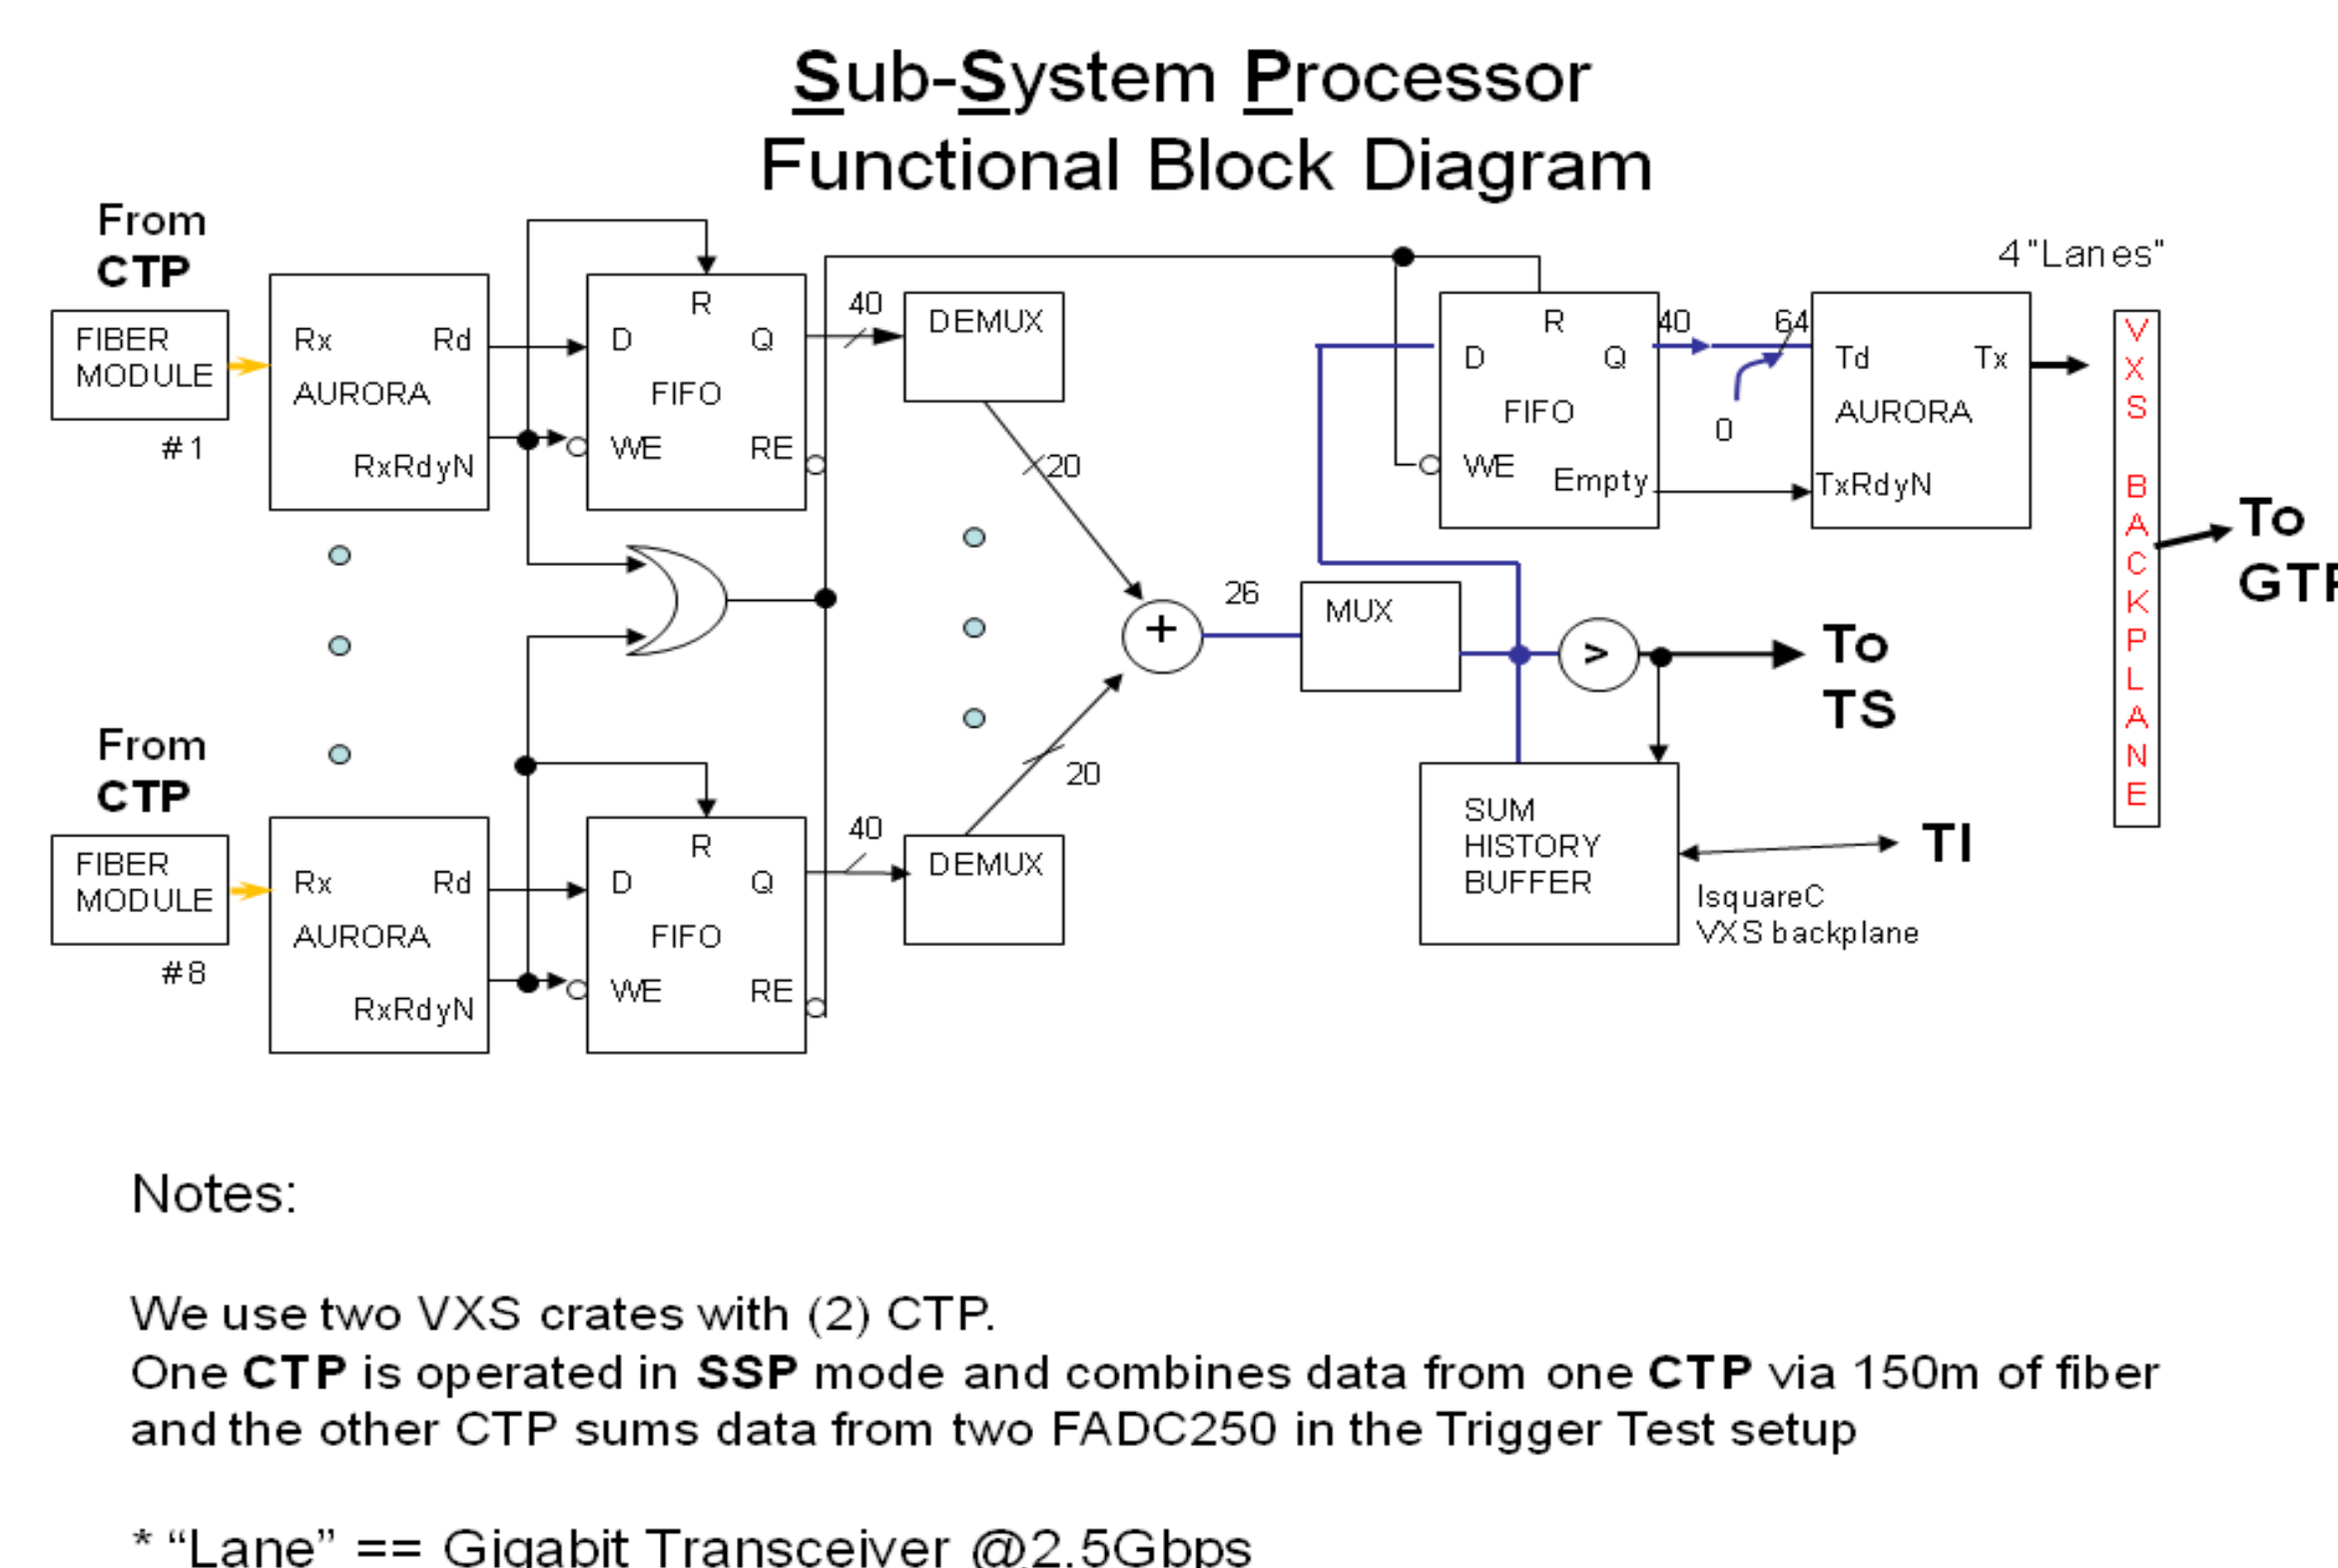 Sub-System Processor
Functional Block Diagram
From
CTP
FIBER
MODULE
#1
Rx
Rd
AURORA
RxRdyN
R
D
Q
FIFO
WE
RE
40
DEMUX
20
From
CTP
FIBER
MODULE
#8
Rx
Rd
AURORA
RxRdyN
R
D
Q
FIFO
WE
RE
40
DEMUX
20
+
26
MUX
>
To
TS
R
D
Q
FIFO
WE
Empty
40
64
0
4"Lanes"
Td
Tx
AURORA
TxRdyN
VXS BACKPLANE
To
GTP
SUM
HISTORY
BUFFER
TI
IsquareC
VXS backplane
Notes:
We use two VXS crates with (2) CTP.
One CTP is operated in SSP mode and combines data from one CTP via 150m of fiber
and the other CTP sums data from two FADC250 in the Trigger Test setup
* “Lane” == Gigabit Transceiver @2.5Gbps